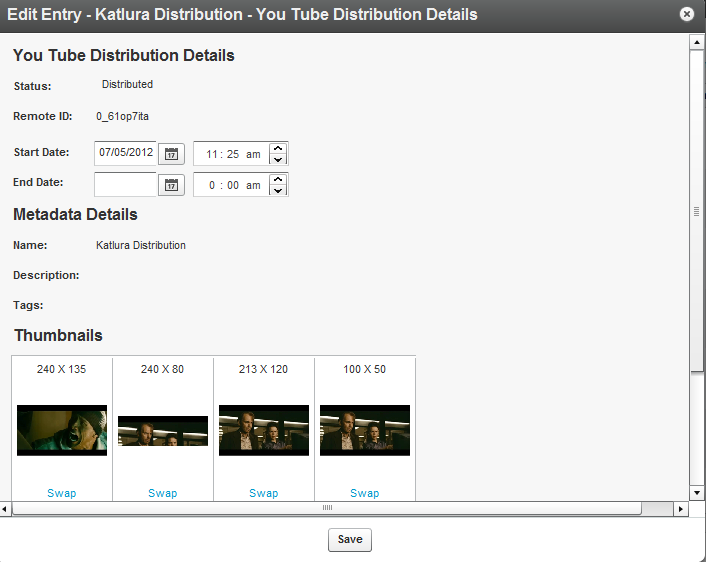 Edit Entry - Katlura Distribution - You Tube Distribution Details
You Tube Distribution Details
Status: Distributed
Remote ID: 0_61op7ita
Start Date: 07/05/2012 17 11 : 25 am
End Date: 17 0 : 00 am
Metadata Details
Name: Katlura Distribution
Description:
Tags:
Thumbnails
240 X 135 240 X 80 213 X 120 100 X 50
Swap Swap Swap Swap
Save